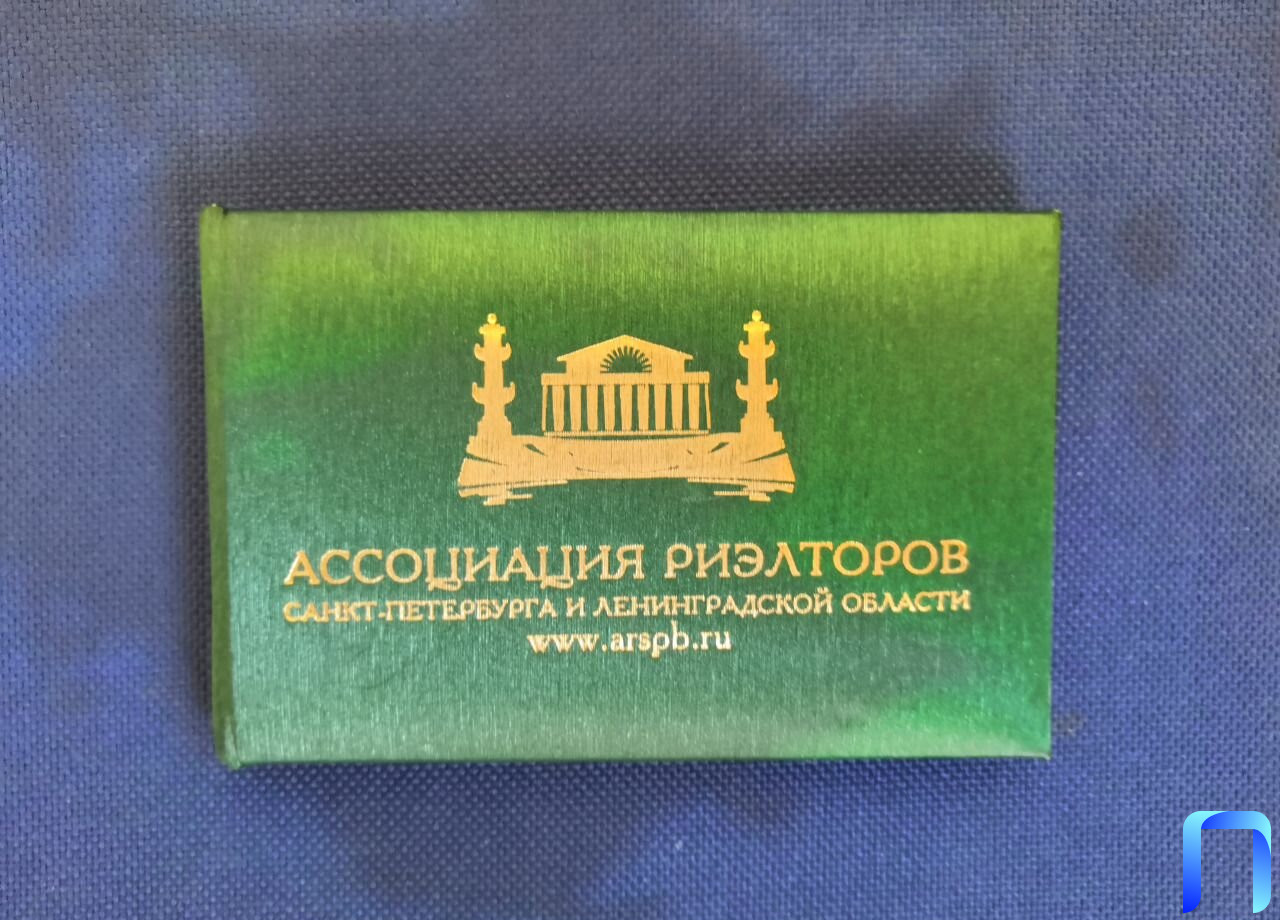 АССОЦИАЦИЯ РИЭЛТОРОВ
САНКТ-ПЕТЕРБУРГА И ЛЕНИНГРАДСКОЙ ОБЛАСТИ
www.arspb.ru